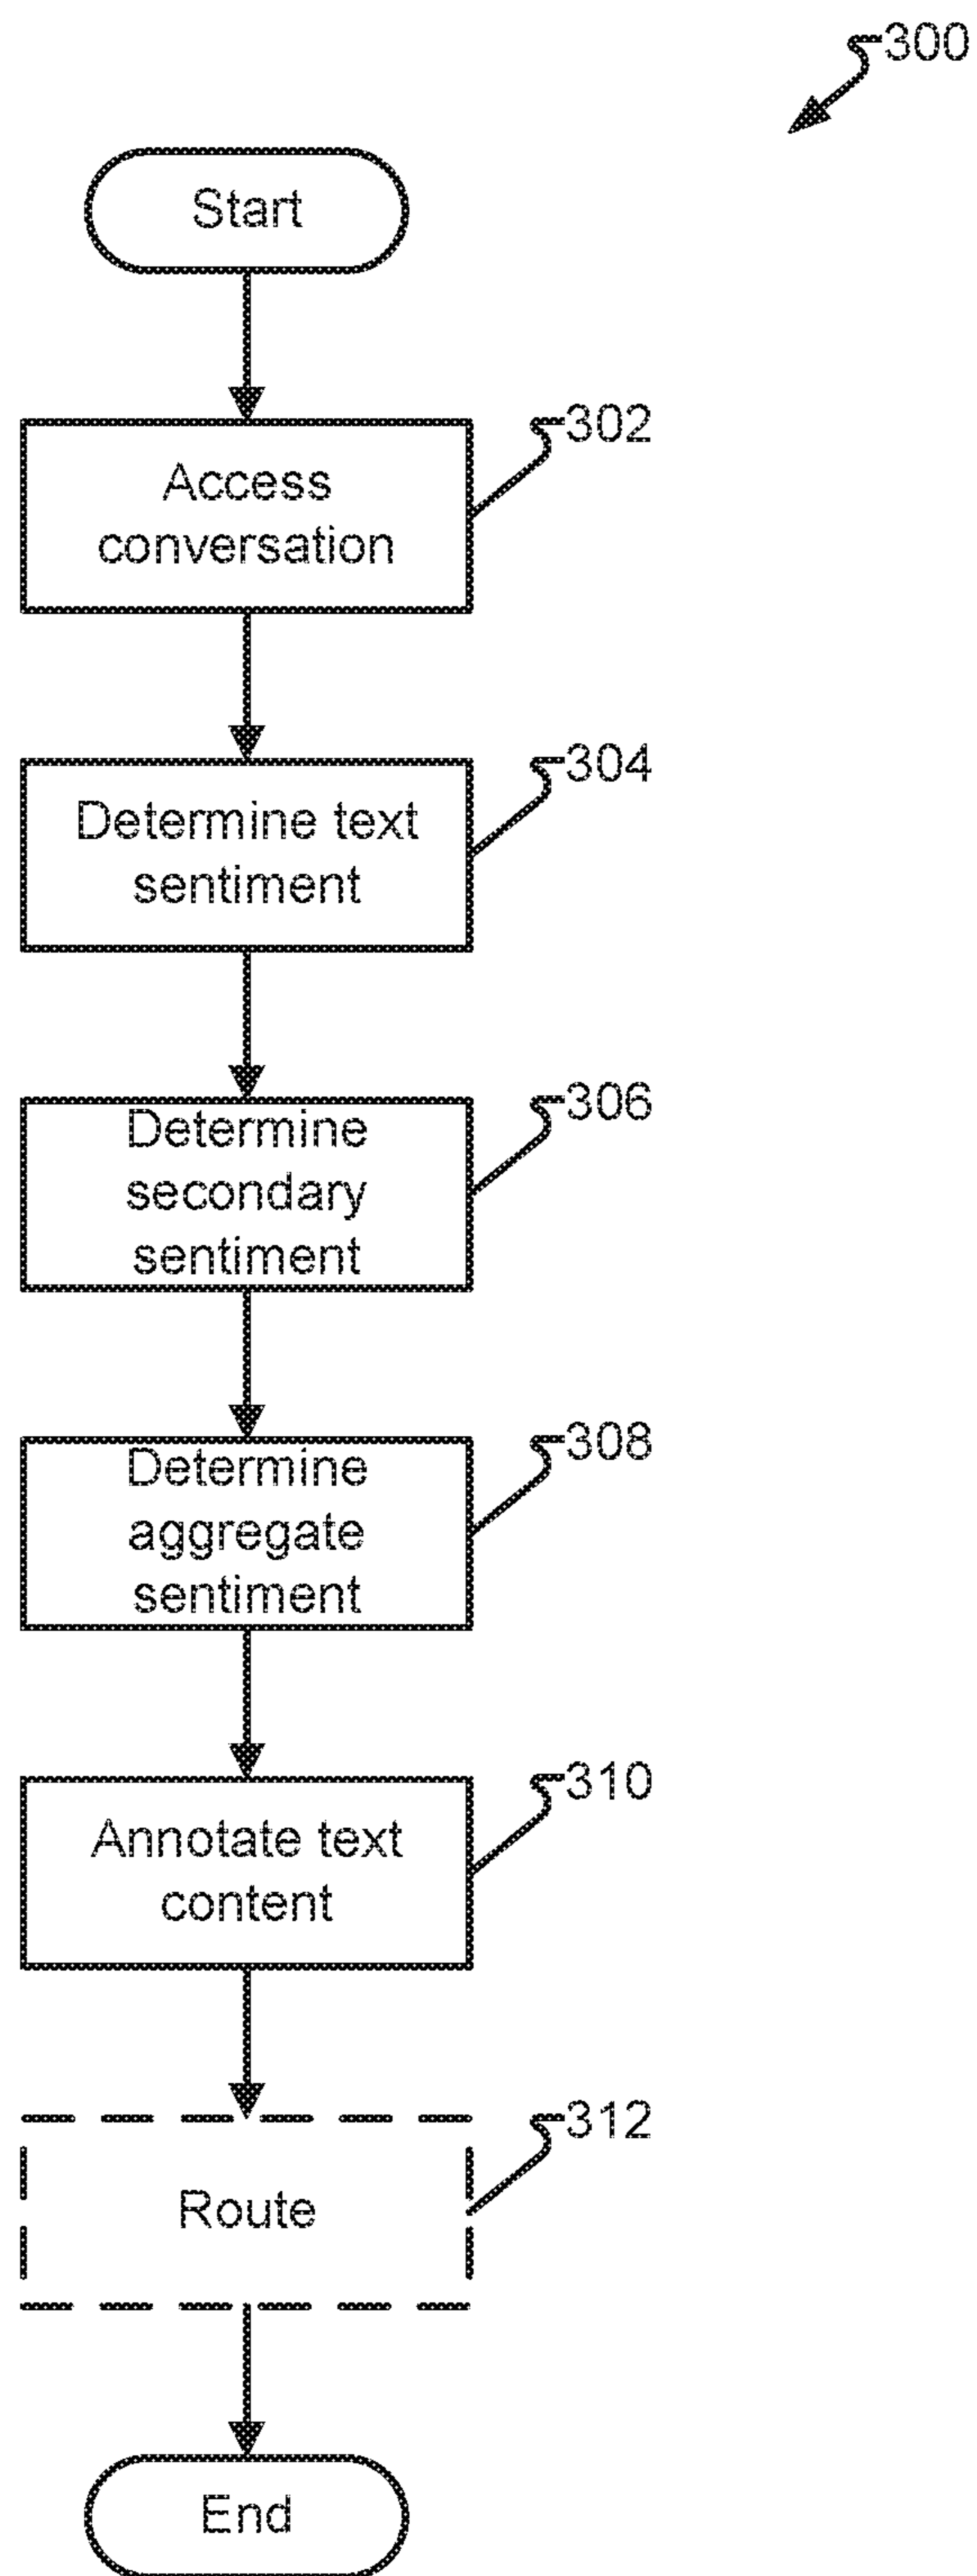 300
Start
302
Access
conversation
304
Determine text
sentiment
306
Determine
secondary
sentiment
308
Determine
aggregate
sentiment
310
Annotate text
content
312
Route
End